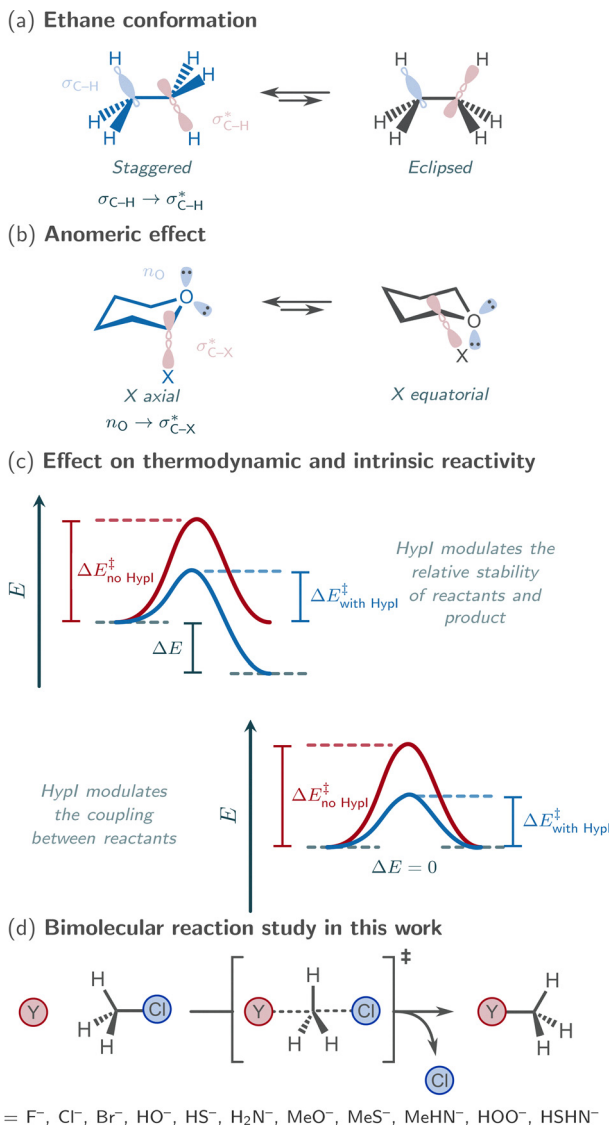 (a) Ethane conformation
H H H H H
σC–H
H H H σ*C–H H H H H
Staggered Eclipsed
σC–H → σ*C–H
(b) Anomeric effect
nO
O O
σ*C–X
X X
X axial X equatorial
nO → σ*C–X
(c) Effect on thermodynamic and intrinsic reactivity
HypI modulates the
relative stability
of reactants and
product
E ΔE‡no HypI ΔE‡with HypI
ΔE
HypI modulates
the coupling
between reactants
E ΔE‡no HypI ΔE‡with HypI
ΔE = 0
(d) Bimolecular reaction study in this work
‡
H H H
Y Cl Y Cl Y
H H H H H H
Cl
= F⁻, Cl⁻, Br⁻, HO⁻, HS⁻, H₂N⁻, MeO⁻, MeS⁻, MeHN⁻, HOO⁻, HSHN⁻